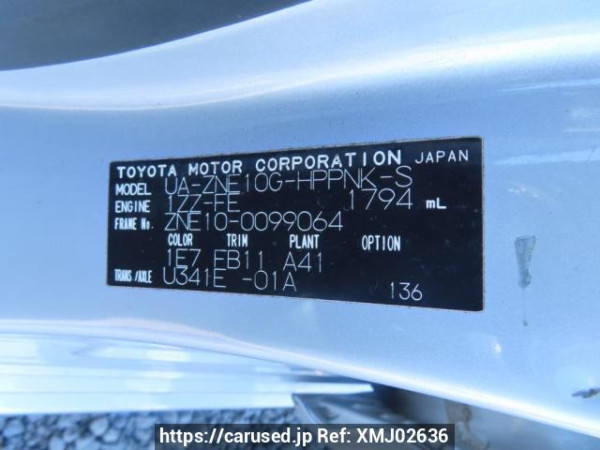 TOYOTA MOTOR CORPORATION JAPAN
MODEL UA-ZNE10G-HPPNK-S
ENGINE 1ZZ-FE 1794 mL
FRAME No. ZNE10-0099064
COLOR TRIM PLANT OPTION
1E7 FB11 A41
TRANS./AXLE U341E -01A 136
https://carused.jp Ref: XMJ02636